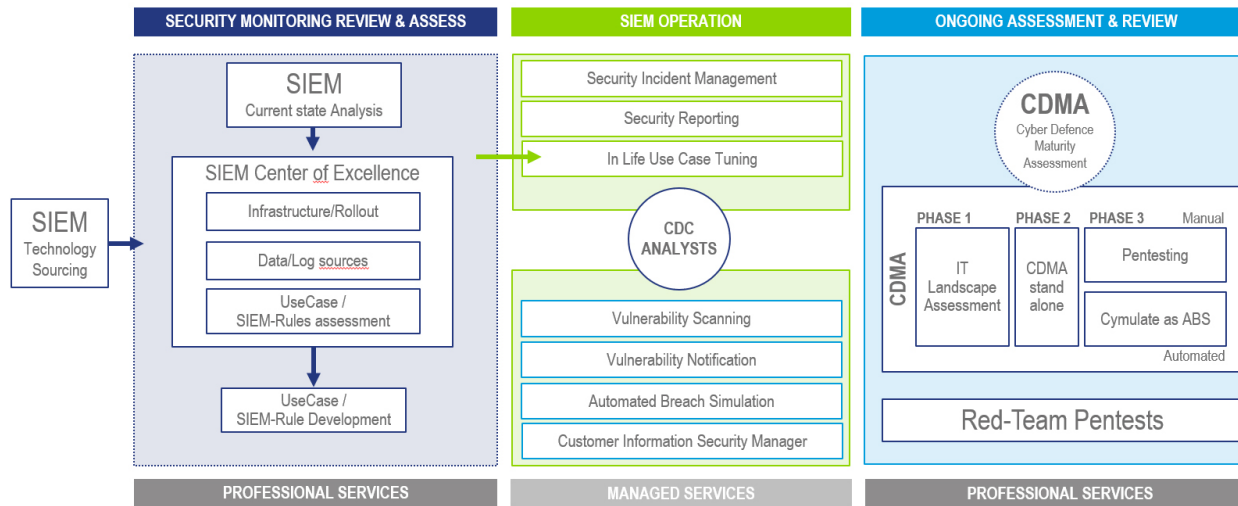 SECURITY MONITORING REVIEW & ASSESS
SIEM OPERATION
ONGOING ASSESSMENT & REVIEW
SIEM
Technology
Sourcing
SIEM
Current state Analysis
SIEM Center of Excellence
Infrastructure/Rollout
Data/Log sources
UseCase /
SIEM-Rules assessment
UseCase /
SIEM-Rule Development
Security Incident Management
Security Reporting
In Life Use Case Tuning
CDC
ANALYSTS
Vulnerability Scanning
Vulnerability Notification
Automated Breach Simulation
Customer Information Security Manager
CDMA
Cyber Defence
Maturity
Assessment
CDMA
PHASE 1
PHASE 2
PHASE 3
Manual
IT
Landscape
Assessment
CDMA
stand
alone
Pentesting
Cymulate as ABS
Automated
Red-Team Pentests
PROFESSIONAL SERVICES
MANAGED SERVICES
PROFESSIONAL SERVICES